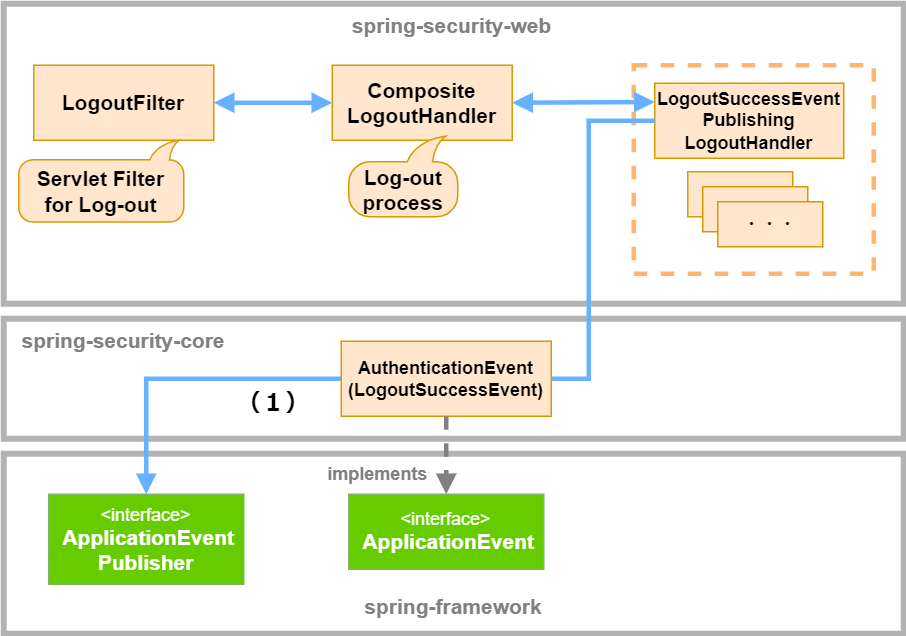 spring-security-web
LogoutFilter
Composite
LogoutHandler
LogoutSuccessEvent
Publishing
LogoutHandler
Servlet Filter
for Log-out
Log-out
process
. . .
spring-security-core
AuthenticationEvent
(LogoutSuccessEvent)
（1）
implements
<interface>
ApplicationEvent
Publisher
<interface>
ApplicationEvent
spring-framework